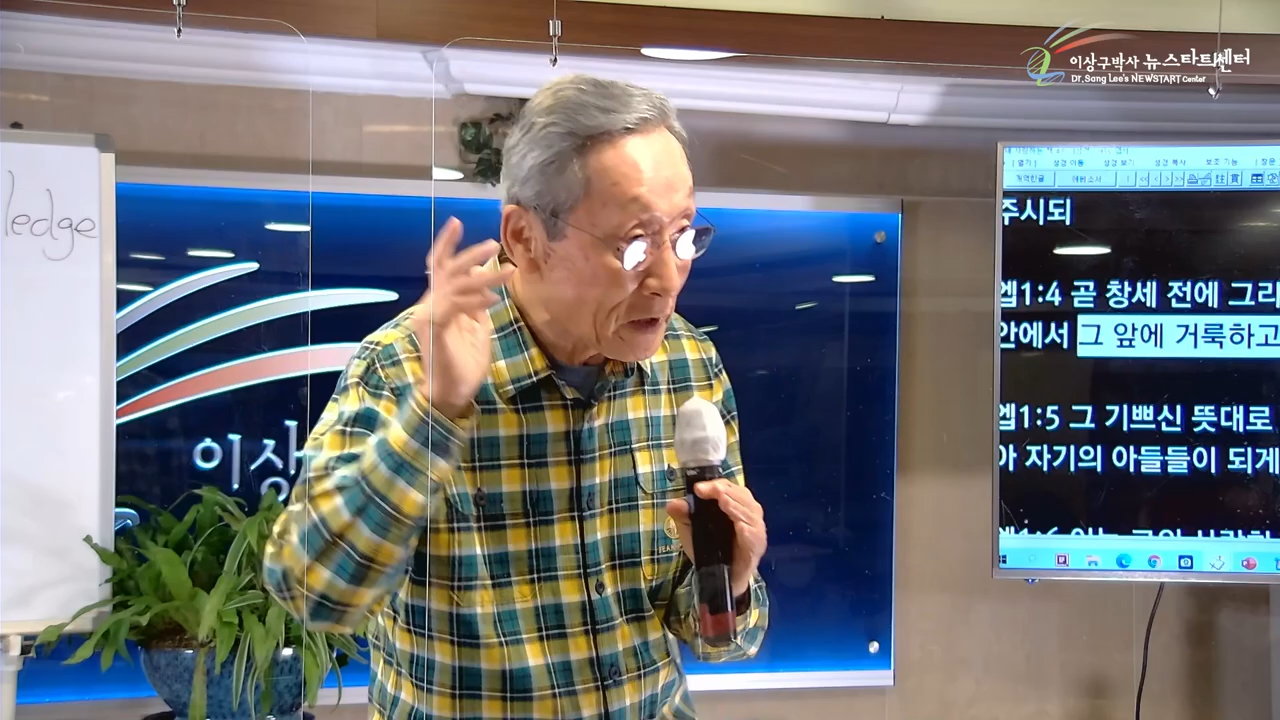 이상구박사 뉴스타트센터
Dr. Sang Lee's NEWSTART Center
ledge
이상
성경 이동 성경 보기 성경 복사 보조 기능
개역한글
주시되
엡1:4 곧 창세 전에 그리
안에서 그 앞에 거룩하고
엡1:5 그 기쁘신 뜻대로
아 자기의 아들들이 되게